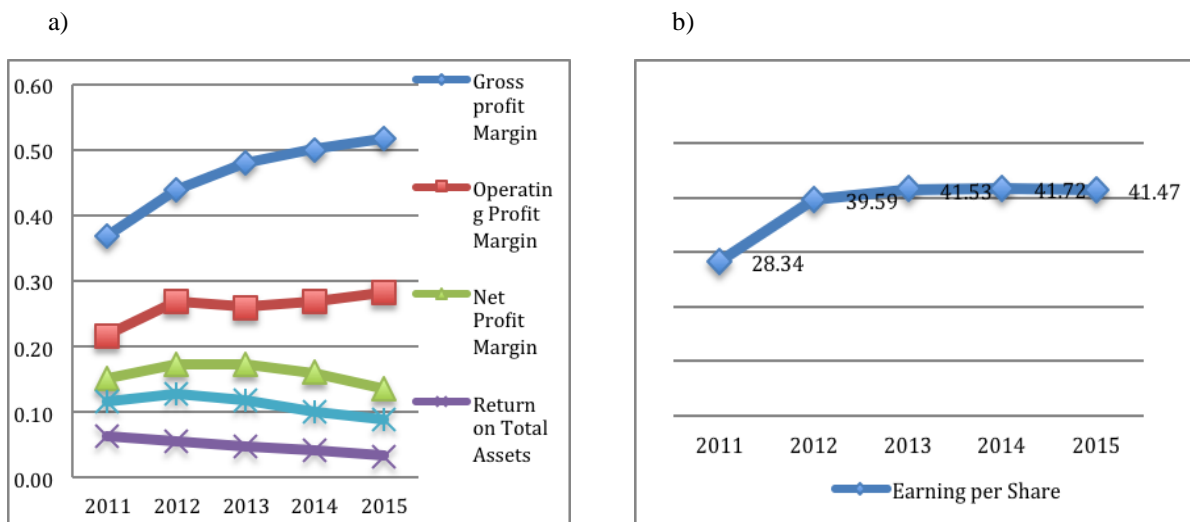 a)
b)
0.60
0.50
0.40
0.30
0.20
0.10
0.00
2011 2012 2013 2014 2015
Gross
profit
Margin
Operatin
g Profit
Margin
Net
Profit
Margin
Return
on Total
Assets
28.34
39.59
41.53
41.72
41.47
2011 2012 2013 2014 2015
Earning per Share